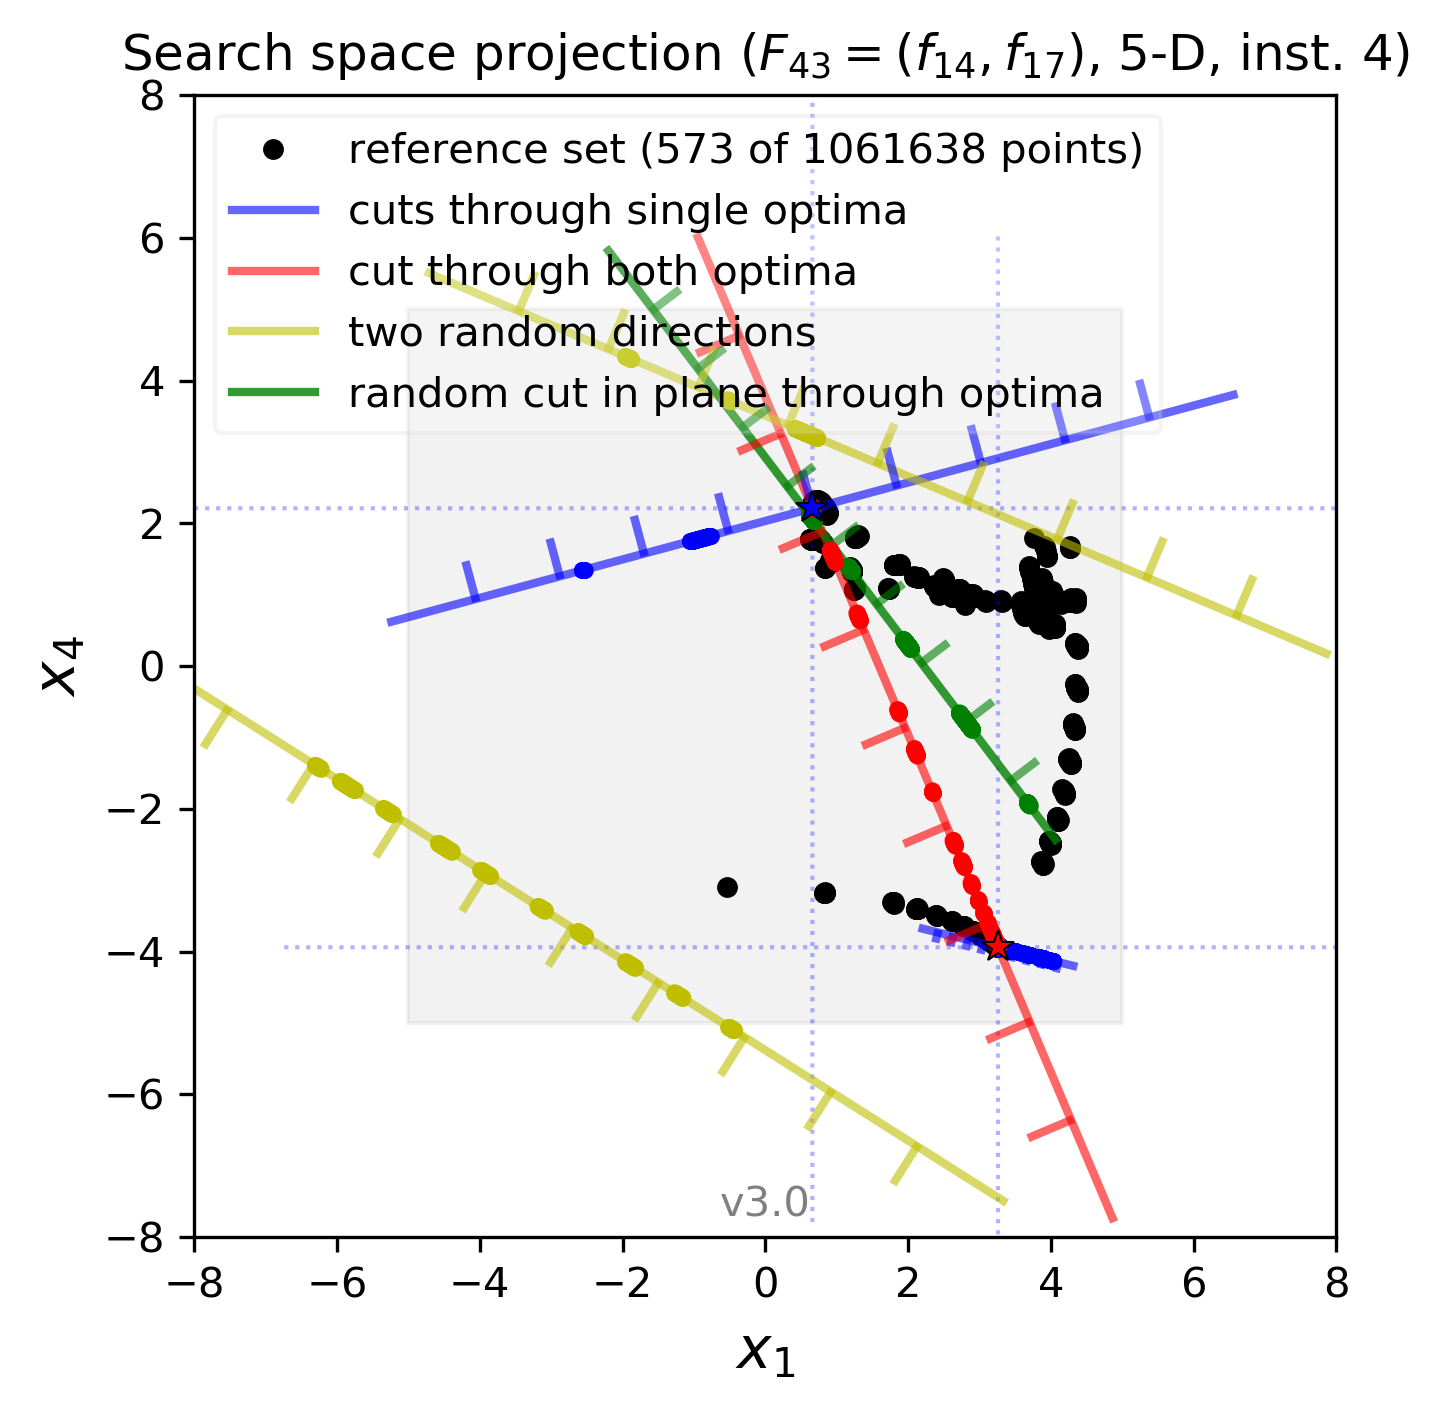 Search space projection (F₄₃ = (f₁₄, f₁₇), 5-D, inst. 4)
8
reference set (573 of 1061638 points)
cuts through single optima
6
cut through both optima
two random directions
4
random cut in plane through optima
2
x₄
0
−2
−4
−6
v3.0
−8
−8 −6 −4 −2 0 2 4 6 8
x₁